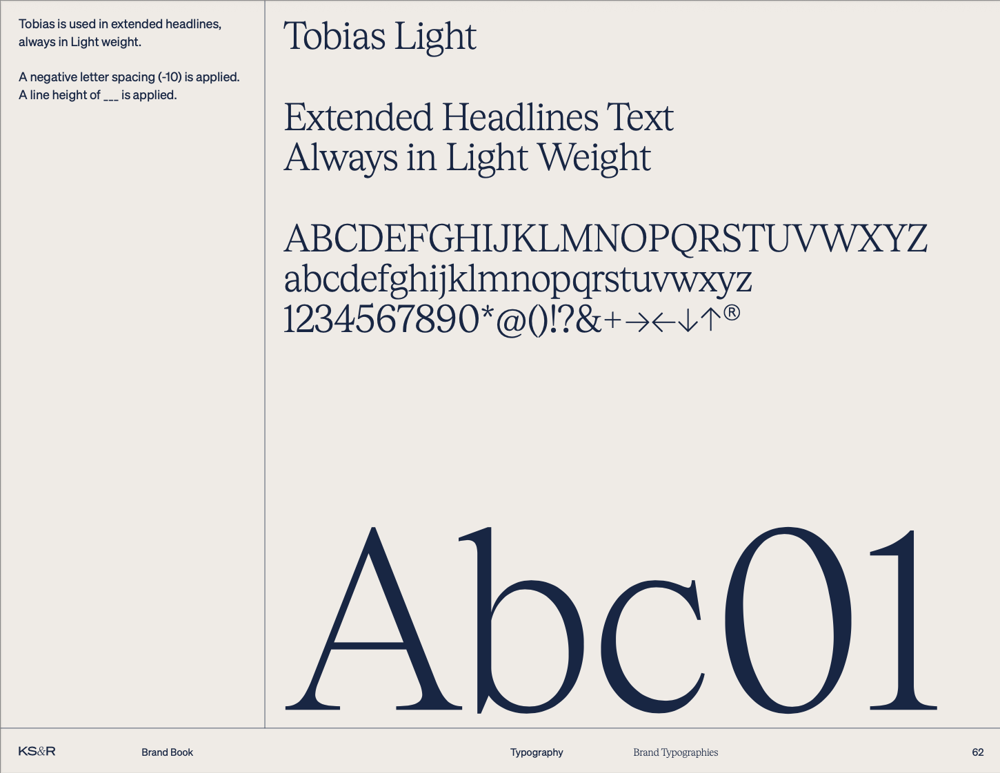 Tobias is used in extended headlines,
always in Light weight.
A negative letter spacing (-10) is applied.
A line height of ___ is applied.
Tobias Light
Extended Headlines Text
Always in Light Weight
ABCDEFGHIJKLMNOPQRSTUVWXYZ
abcdefghijklmnopqrstuvwxyz
1234567890*@()!?&+→←↓↑®
Abc01
KS&R
Brand Book
Typography
Brand Typographies
62